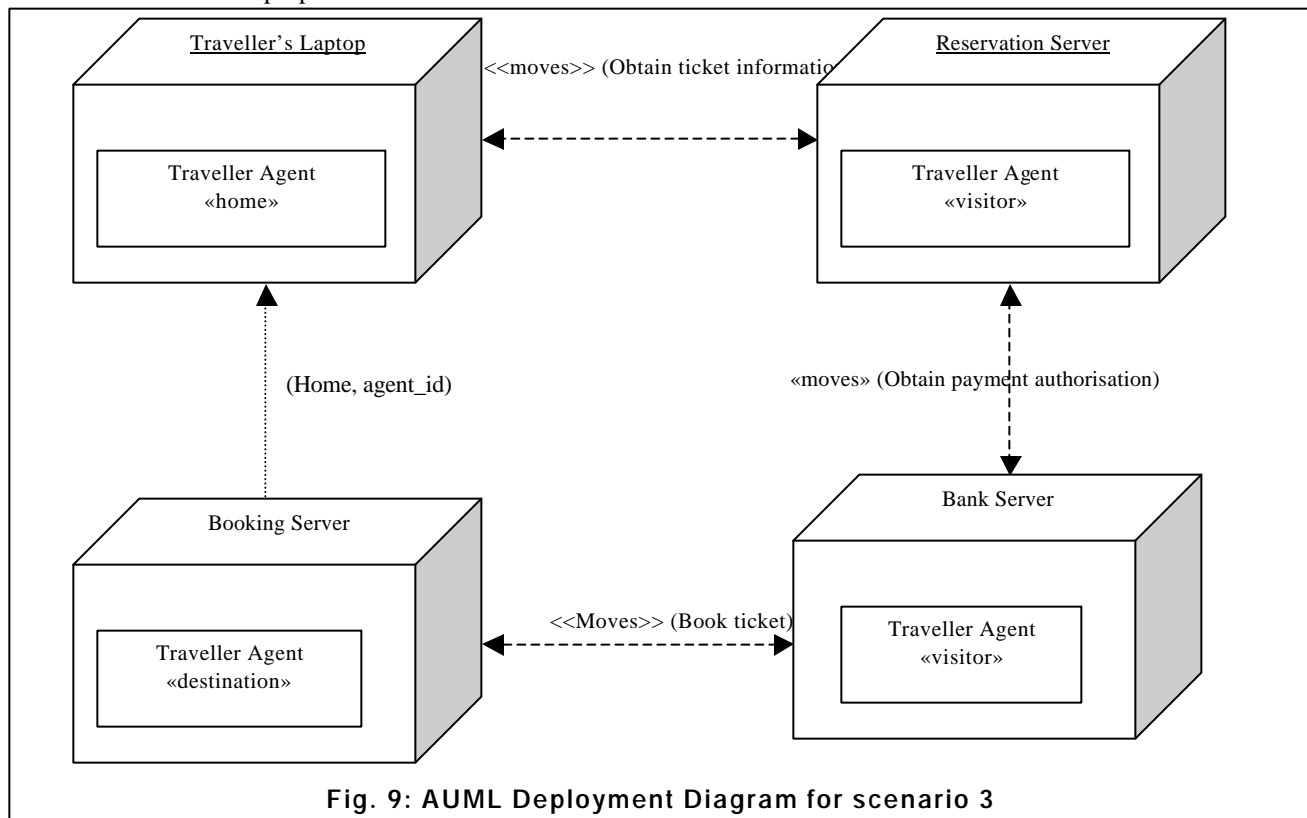 Traveller's Laptop
Reservation Server
<<moves>> (Obtain ticket informatio
Traveller Agent
«home»
Traveller Agent
«visitor»
(Home, agent_id)
«moves» (Obtain payment authorisation)
Booking Server
Bank Server
<<Moves>> (Book ticket)
Traveller Agent
«destination»
Traveller Agent
«visitor»
Fig. 9: AUML Deployment Diagram for scenario 3